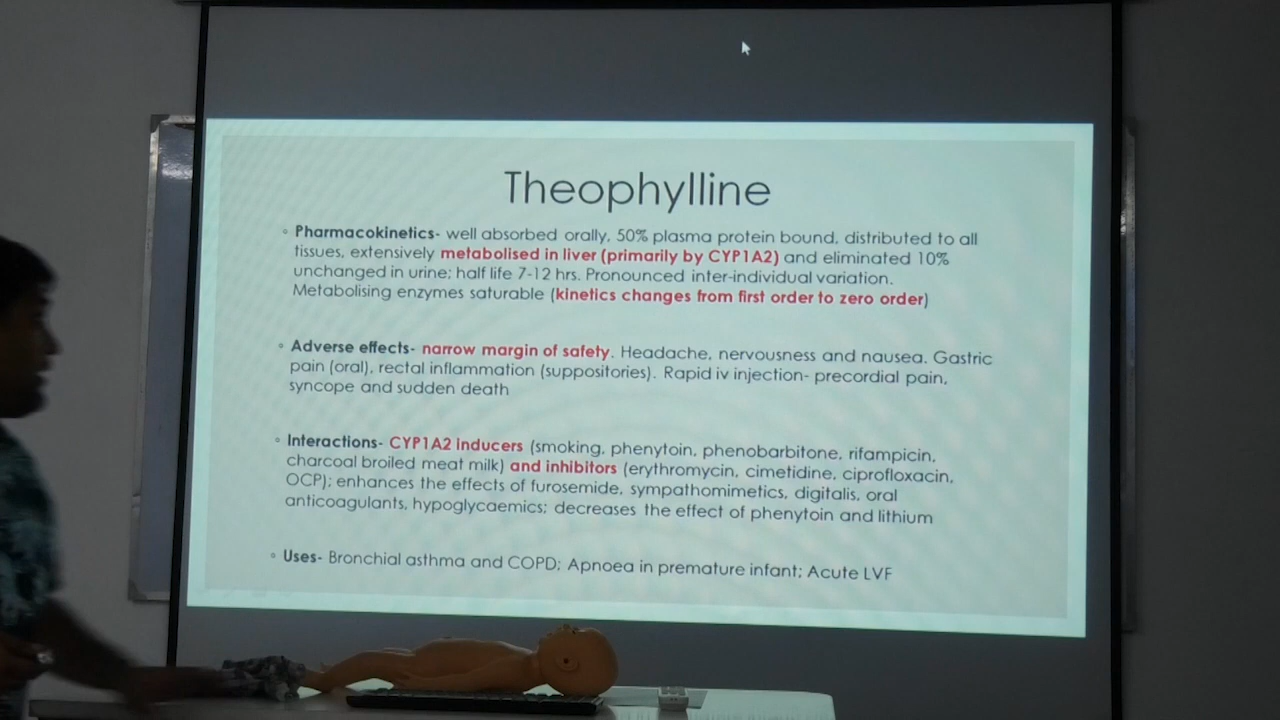 Theophylline
◦ Pharmacokinetics- well absorbed orally, 50% plasma protein bound, distributed to all
tissues, extensively metabolised in liver (primarily by CYP1A2) and eliminated 10%
unchanged in urine; half life 7-12 hrs. Pronounced inter-individual variation.
Metabolising enzymes saturable (kinetics changes from first order to zero order)
◦ Adverse effects- narrow margin of safety. Headache, nervousness and nausea. Gastric
pain (oral), rectal inflammation (suppositories). Rapid iv injection- precordial pain,
syncope and sudden death
◦ Interactions- CYP1A2 inducers (smoking, phenytoin, phenobarbitone, rifampicin,
charcoal broiled meat milk) and inhibitors (erythromycin, cimetidine, ciprofloxacin,
OCP); enhances the effects of furosemide, sympathomimetics, digitalis, oral
anticoagulants, hypoglycaemics; decreases the effect of phenytoin and lithium
◦ Uses- Bronchial asthma and COPD; Apnoea in premature infant; Acute LVF